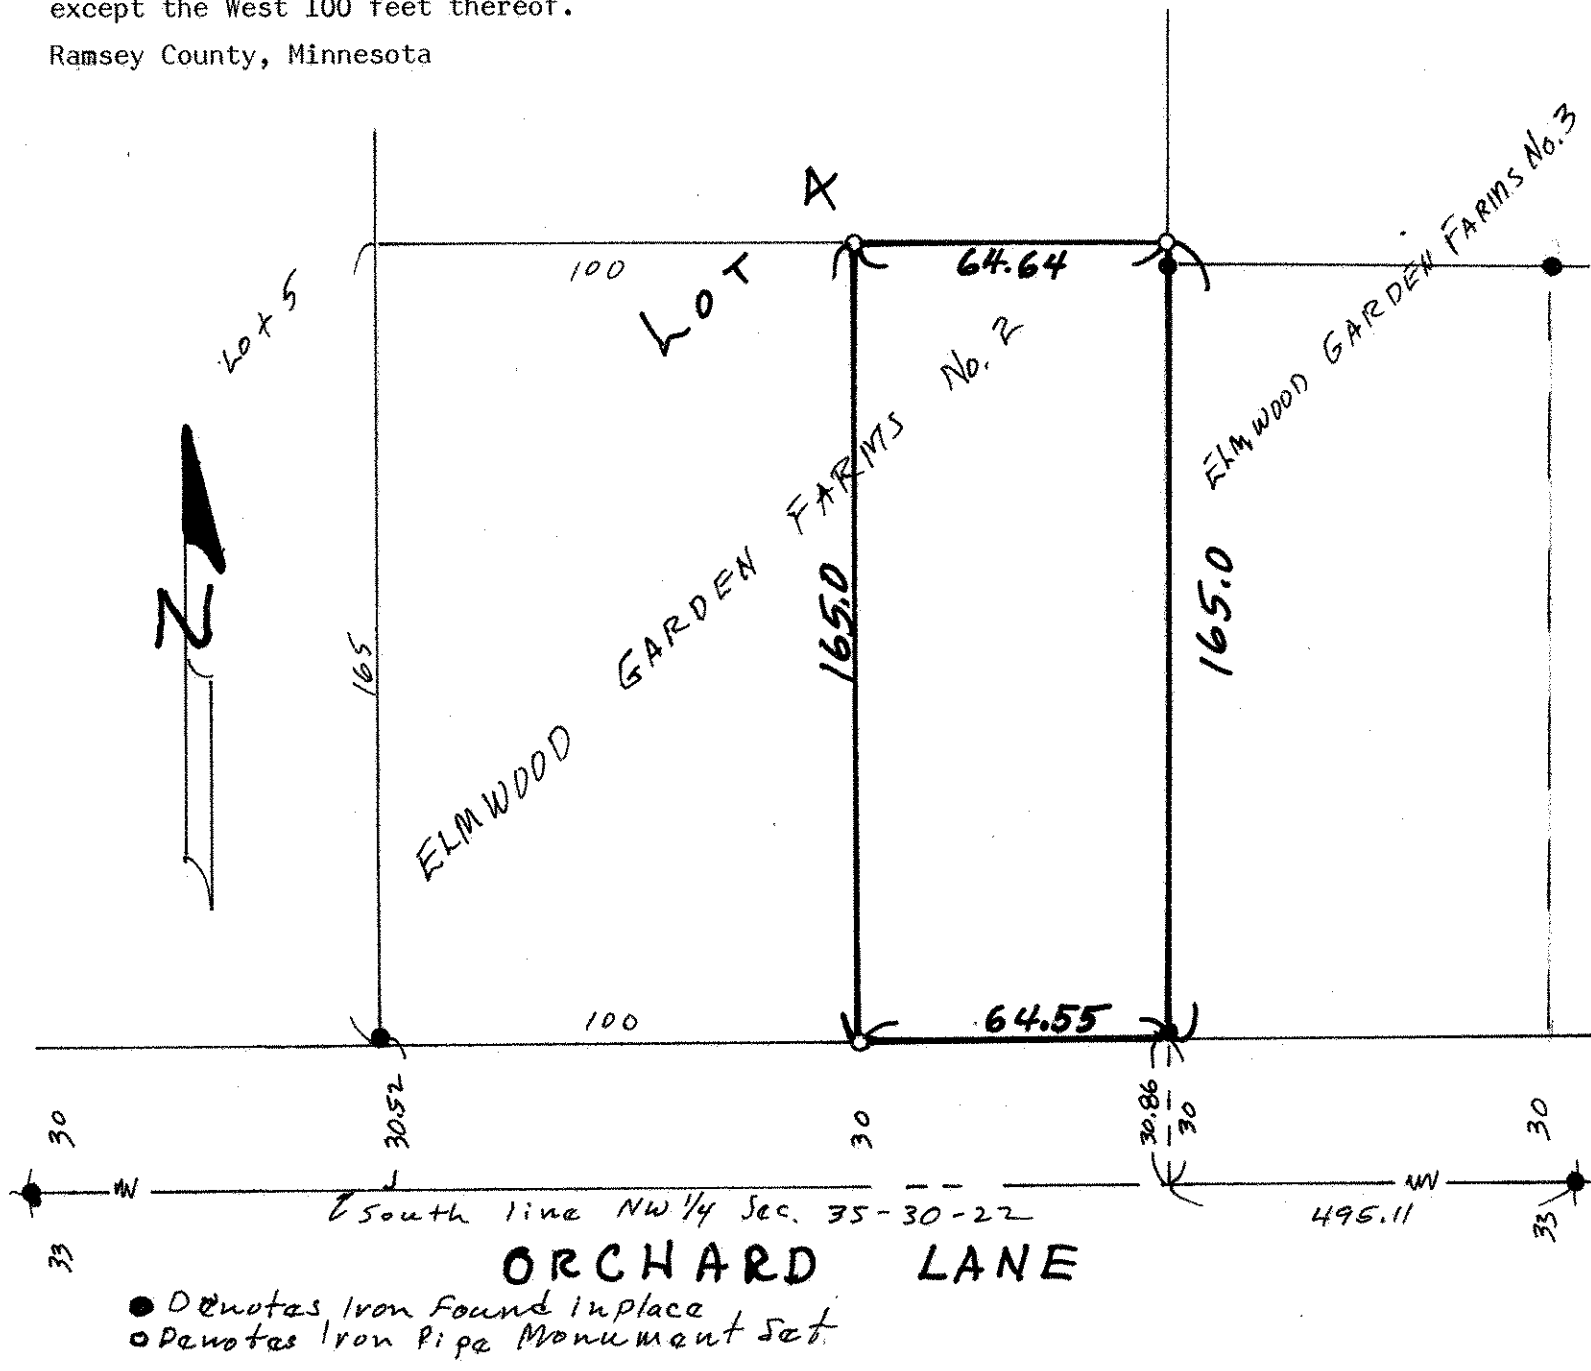 except the West 100 feet thereof.
Ramsey County, Minnesota
LOT A
Lot 5
100
64.64
ELMWOOD GARDEN FARMS No. 2
ELMWOOD GARDEN FARMS No. 3
N
165
165.0
165.0
100
64.55
30
30.52
30
30.86
30
30
South line NW 1/4 Sec. 35-30-22
495.11
33
33
ORCHARD LANE
Denotes Iron Found inplace
Denotes Iron Pipe Monument Set